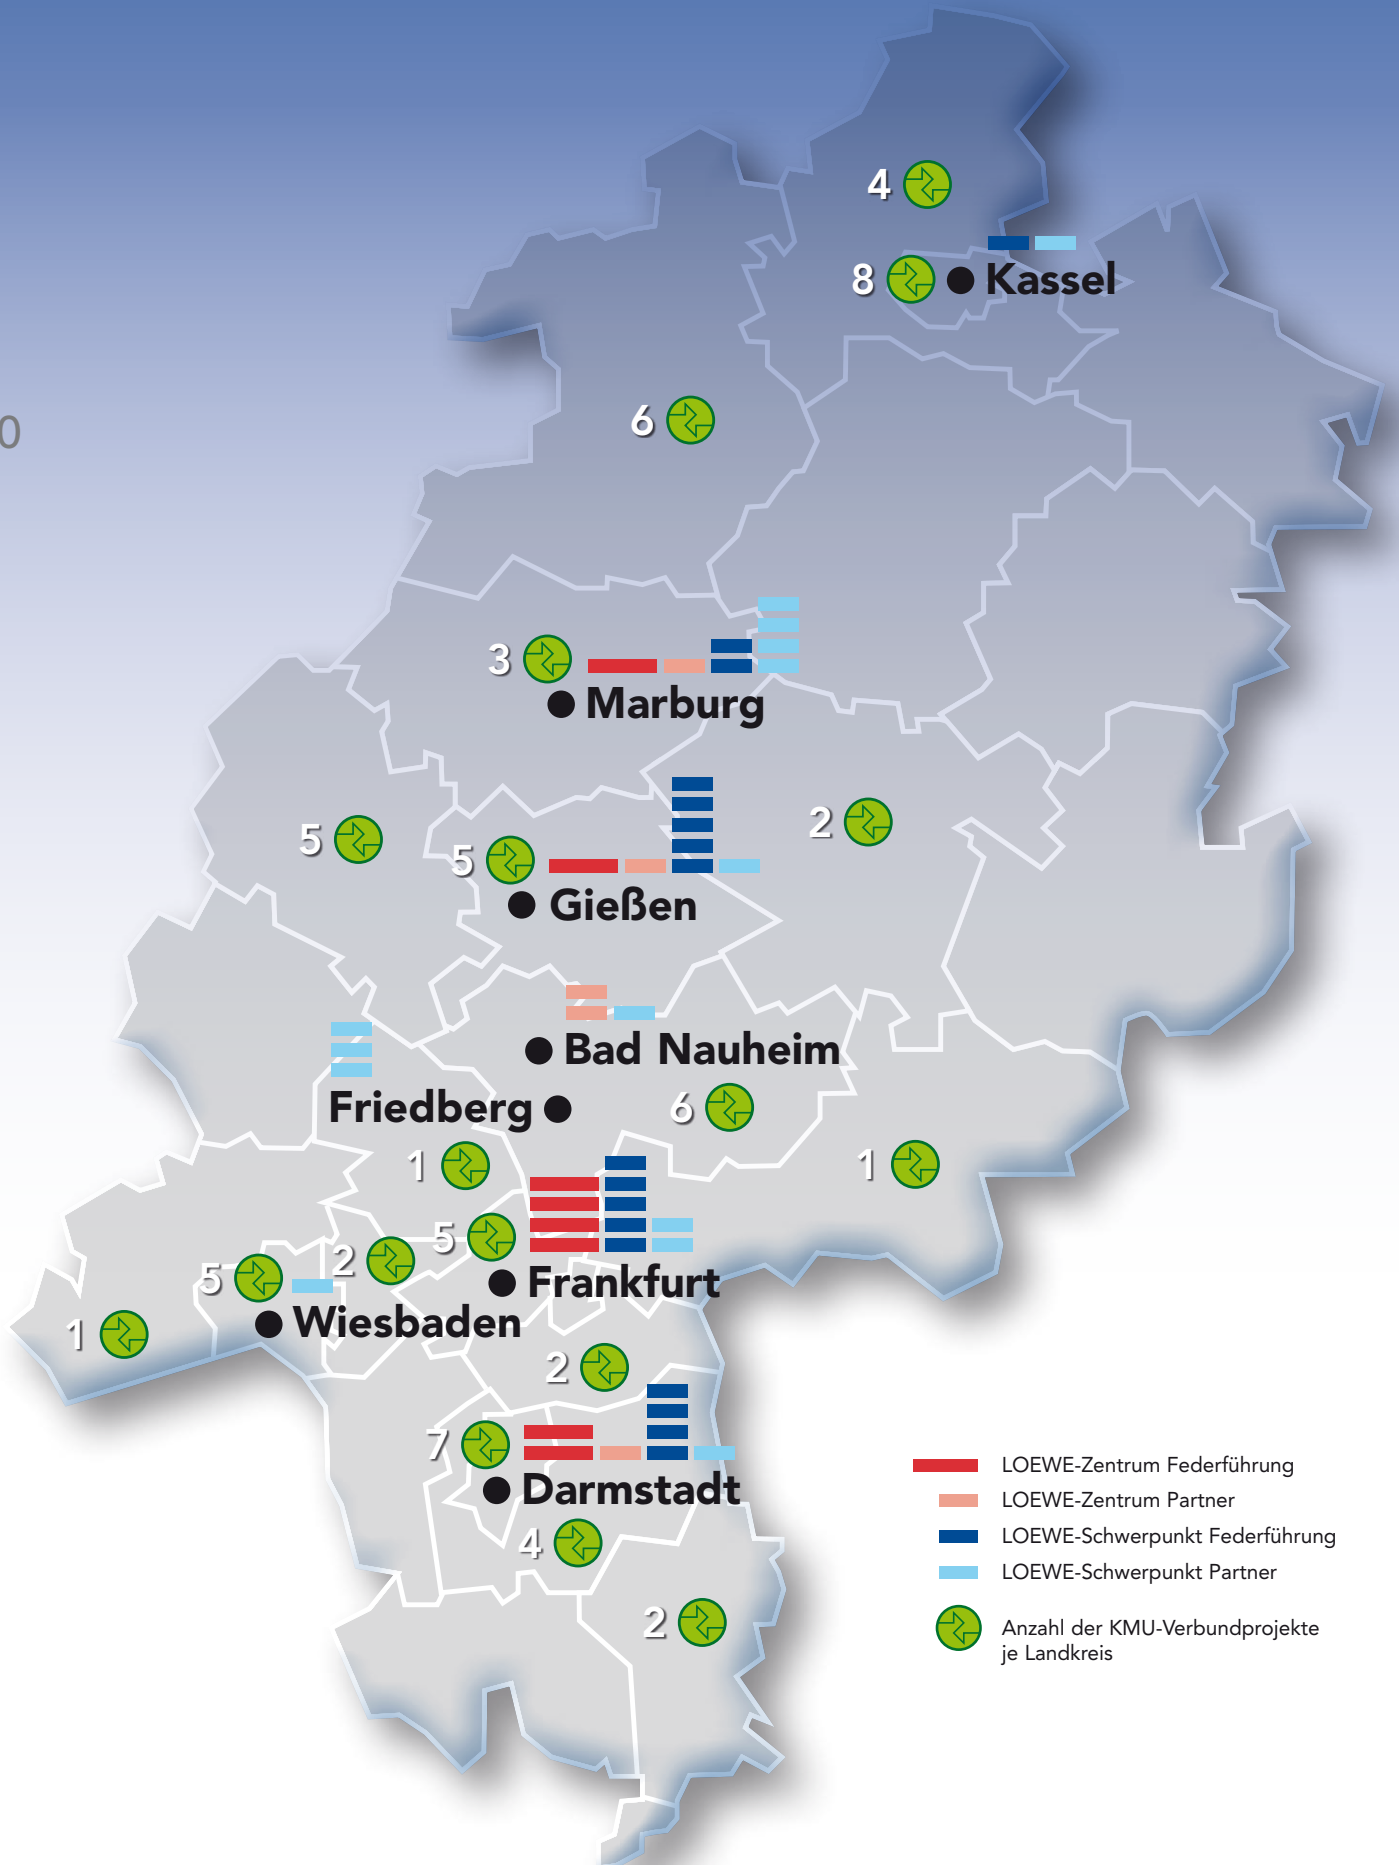 4
8
Kassel
0
6
3
Marburg
5
5
2
Gießen
Bad Nauheim
Friedberg
6
1
1
5
2
5
Frankfurt
1
Wiesbaden
2
7
Darmstadt
4
2
LOEWE-Zentrum Federführung
LOEWE-Zentrum Partner
LOEWE-Schwerpunkt Federführung
LOEWE-Schwerpunkt Partner
Anzahl der KMU-Verbundprojekte
je Landkreis